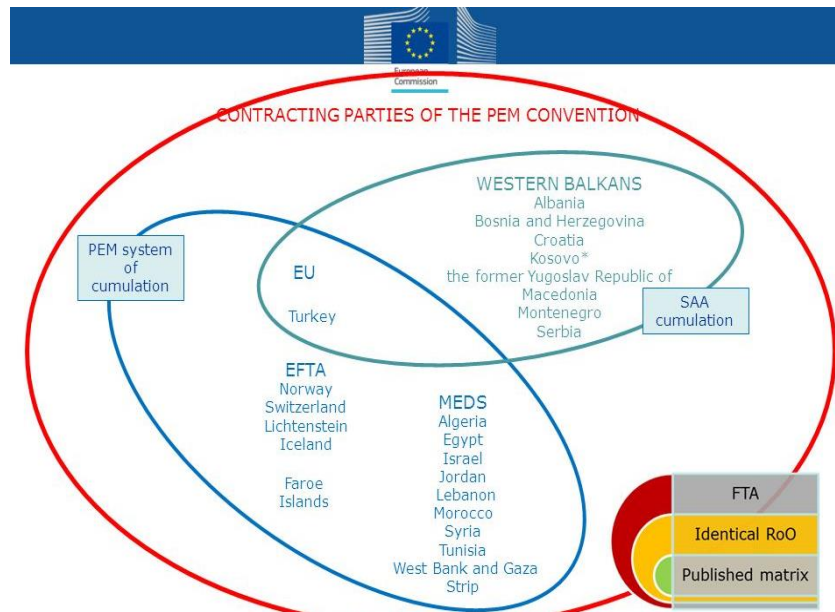 European
Commission
CONTRACTING PARTIES OF THE PEM CONVENTION
WESTERN BALKANS
Albania
Bosnia and Herzegovina
Croatia
Kosovo*
the former Yugoslav Republic of
Macedonia
Montenegro
Serbia
PEM system
of
cumulation
EU
Turkey
SAA
cumulation
EFTA
Norway
Switzerland
Lichtenstein
Iceland
Faroe
Islands
MEDS
Algeria
Egypt
Israel
Jordan
Lebanon
Morocco
Syria
Tunisia
West Bank and Gaza
Strip
FTA
Identical RoO
Published matrix